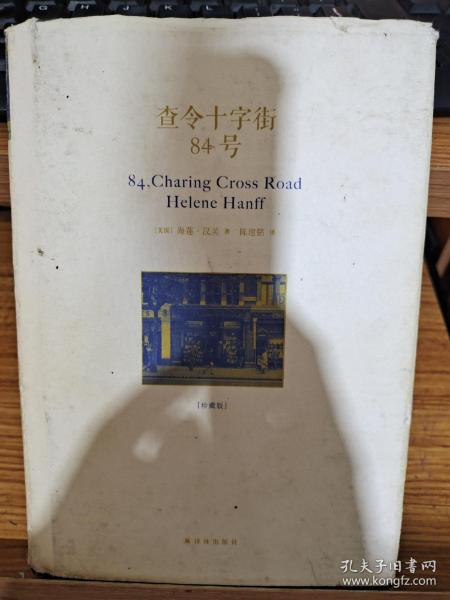 查令十字街
84号
84, Charing Cross Road
Helene Hanff
［美国］海莲·汉芙 著 陈建铭 译
［珍藏版］
译林出版社
孔夫子旧书网
www.kongfz.com